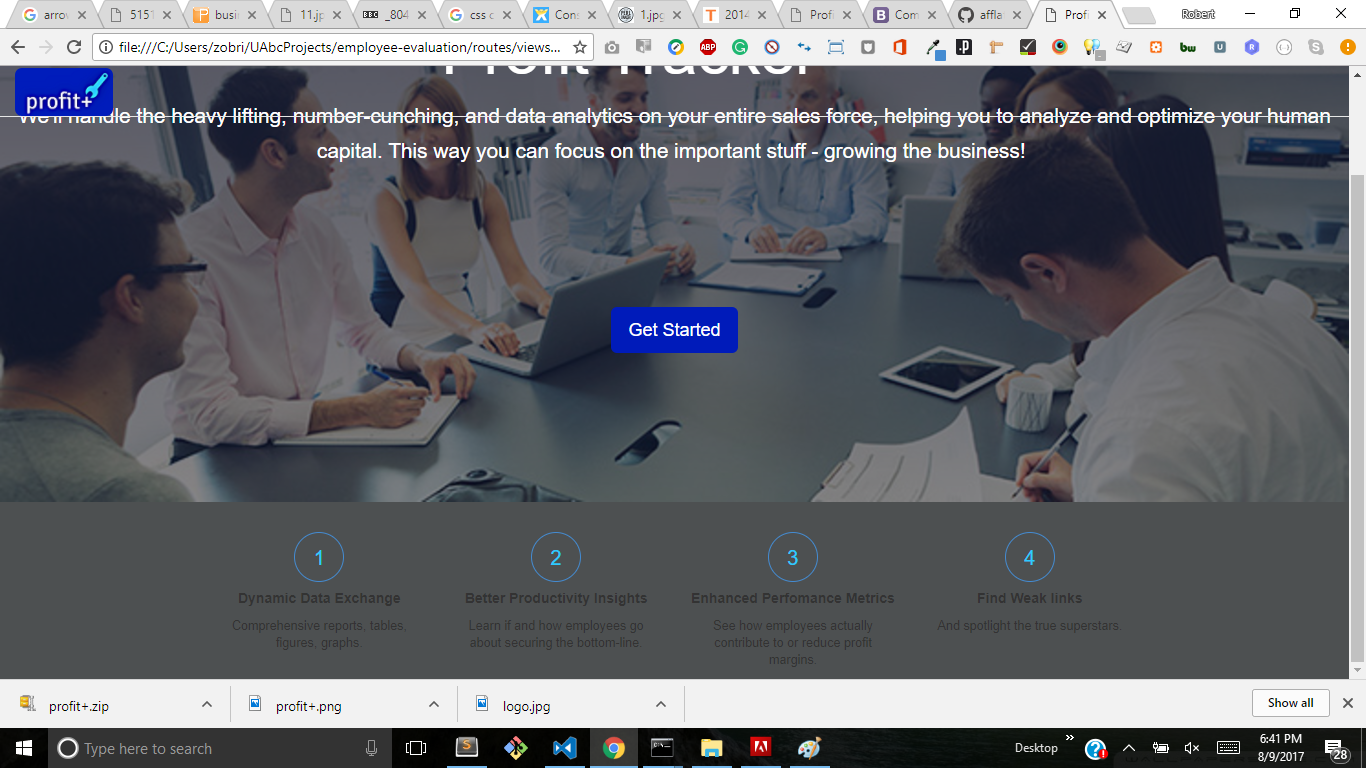 arrow
5151
busi
11.jp
BBC _804
css c
Cons
1.jpg
2014
Profi
Com
affla
Profi
Robert
file:///C:/Users/zobri/UAbcProjects/employee-evaluation/routes/views...
ABP
bw
profit+
Profit Tracker
We'll handle the heavy lifting, number-cunching, and data analytics on your entire sales force, helping you to analyze and optimize your human
capital. This way you can focus on the important stuff - growing the business!
Get Started
1
2
3
4
Dynamic Data Exchange
Better Productivity Insights
Enhanced Perfomance Metrics
Find Weak links
Comprehensive reports, tables,
figures, graphs.
Learn if and how employees go
about securing the bottom-line.
See how employees actually
contribute to or reduce profit
margins.
And spotlight the true superstars.
profit+.zip
profit+.png
logo.jpg
Show all
Type here to search
Desktop
6:41 PM
8/9/2017
28